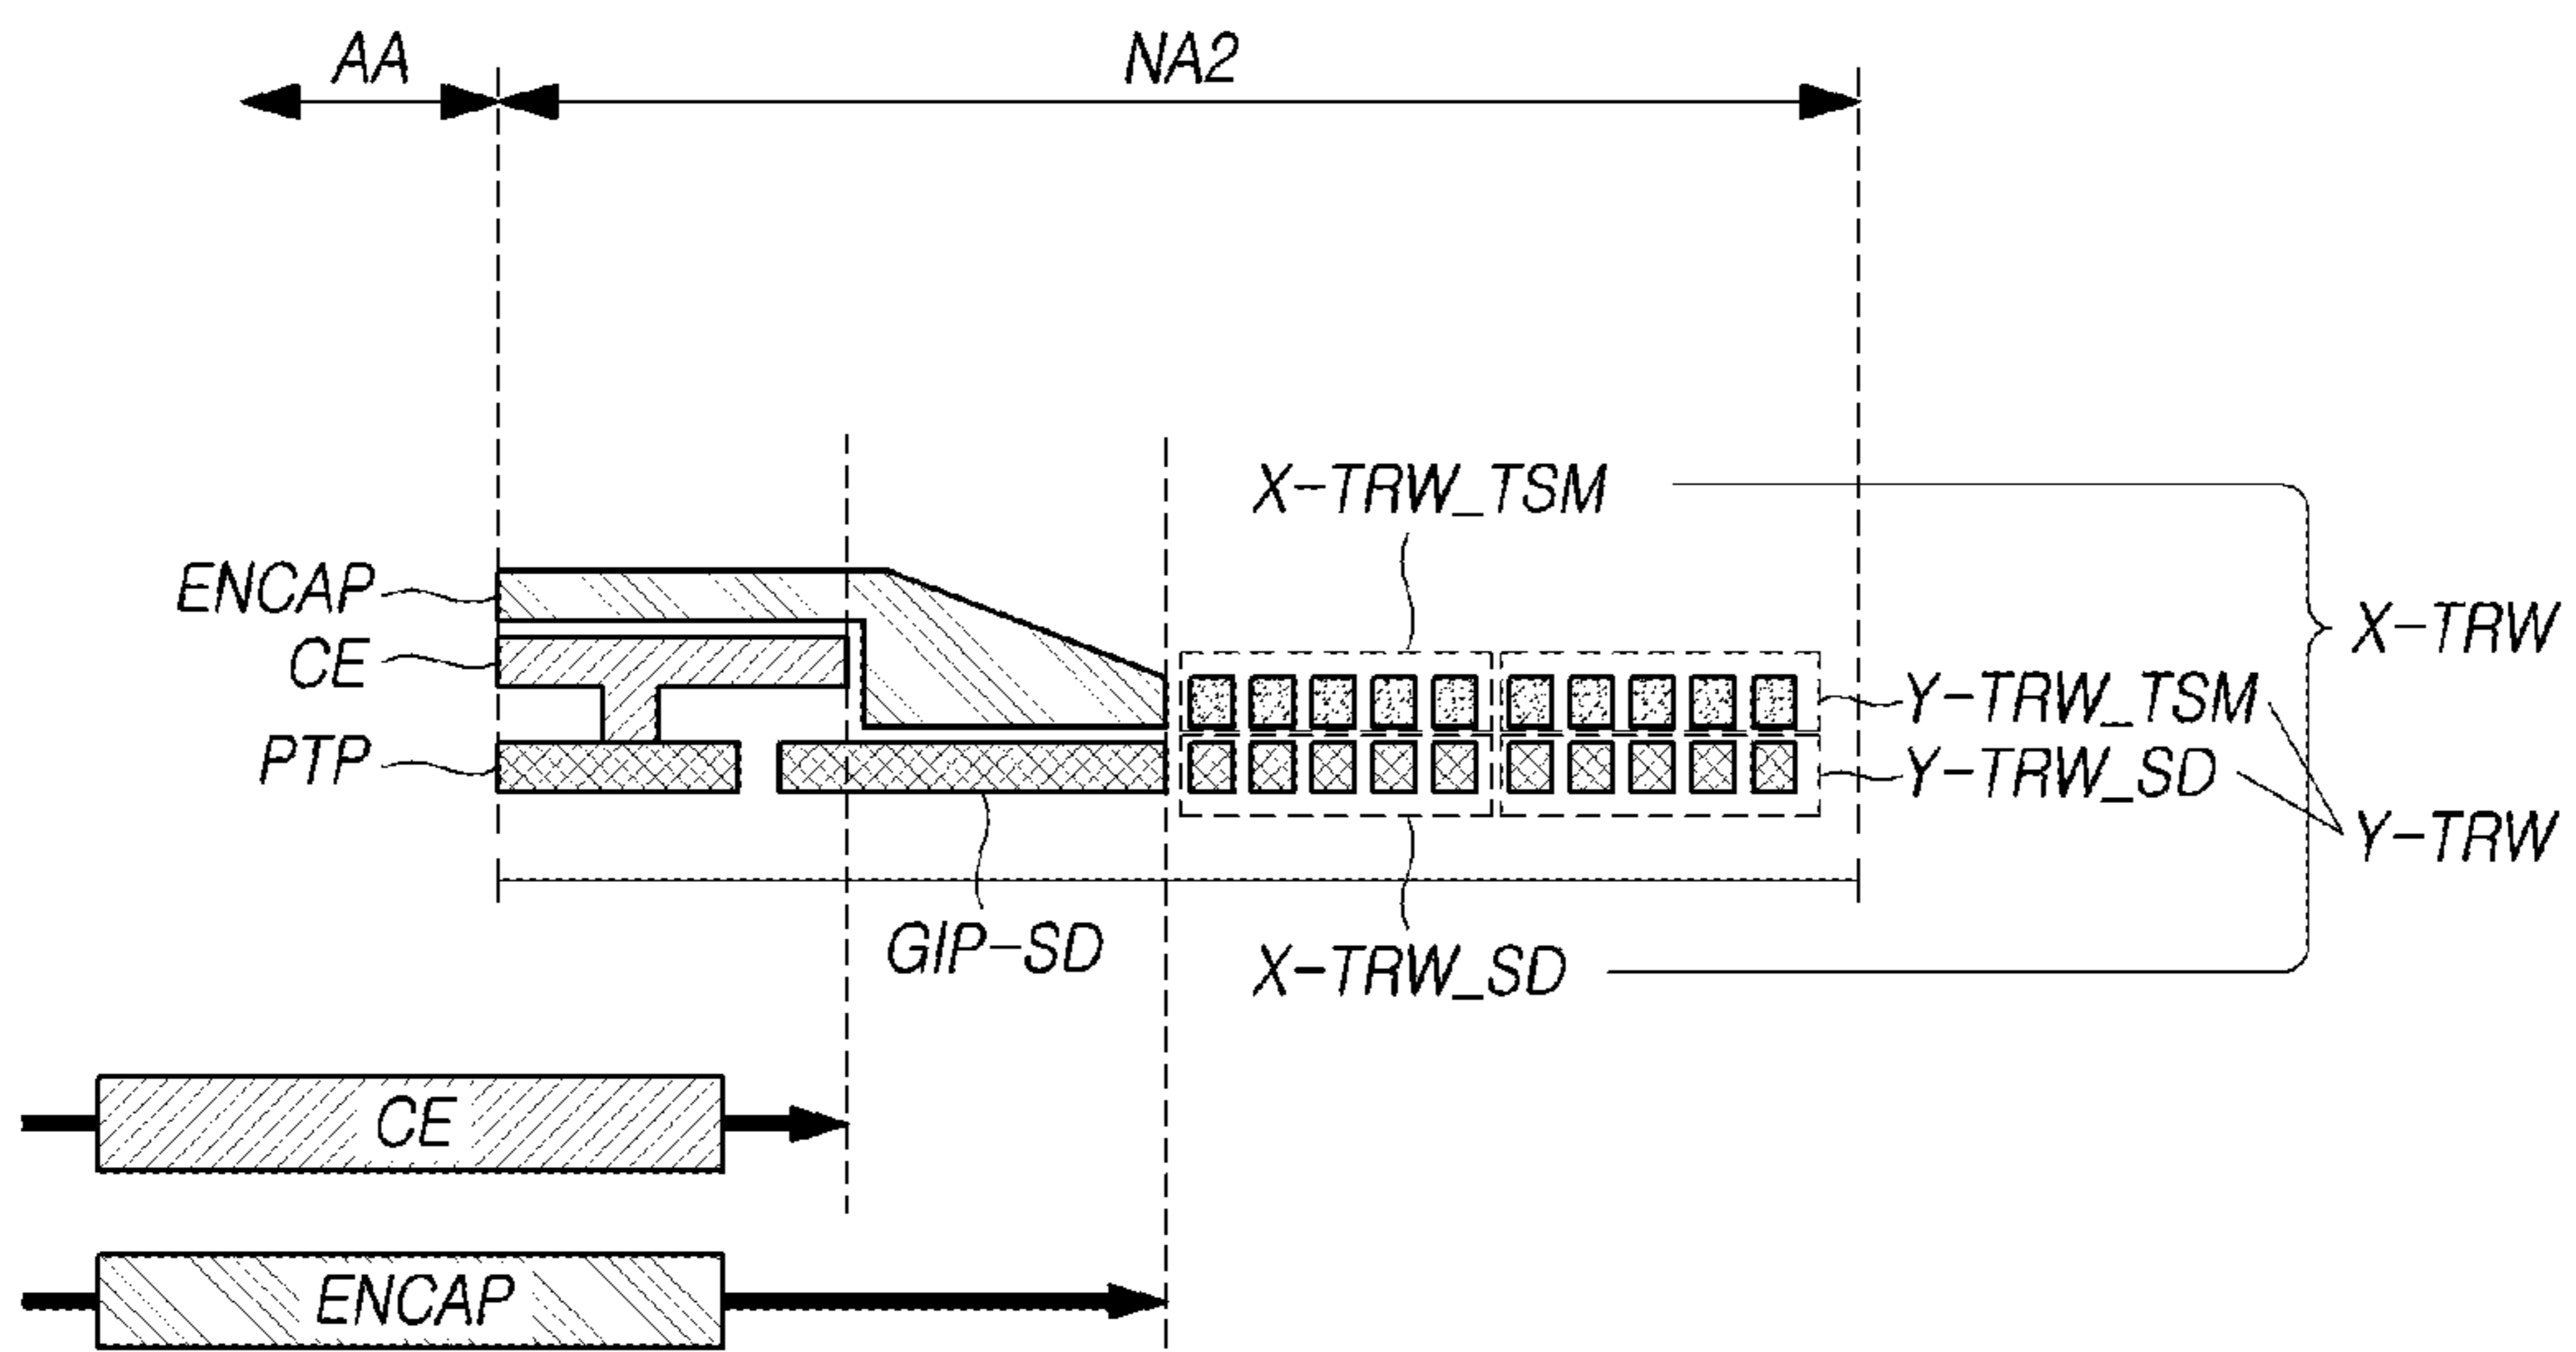 AA
NA2
X-TRW_TSM
ENCAP
CE
PTP
X-TRW
Y-TRW_TSM
Y-TRW_SD
Y-TRW
GIP-SD
X-TRW_SD
CE
ENCAP